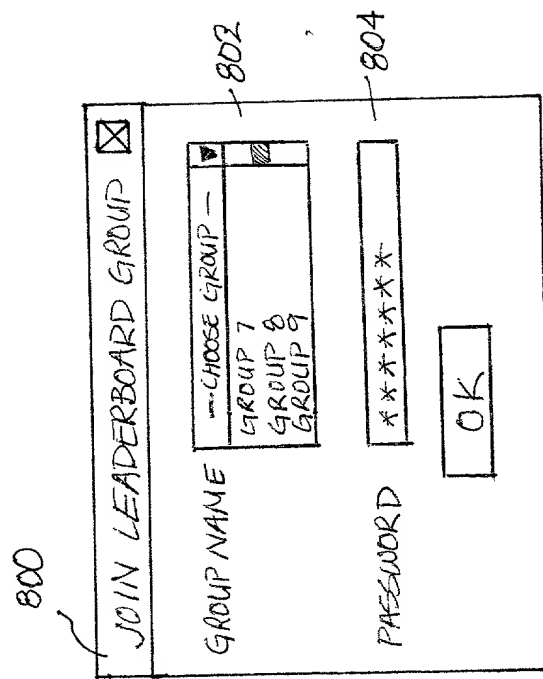 800
JOIN LEADERBOARD GROUP
GROUP NAME
—CHOOSE GROUP—
802
GROUP 7
GROUP 8
GROUP 9
PASSWORD
*******
804
OK